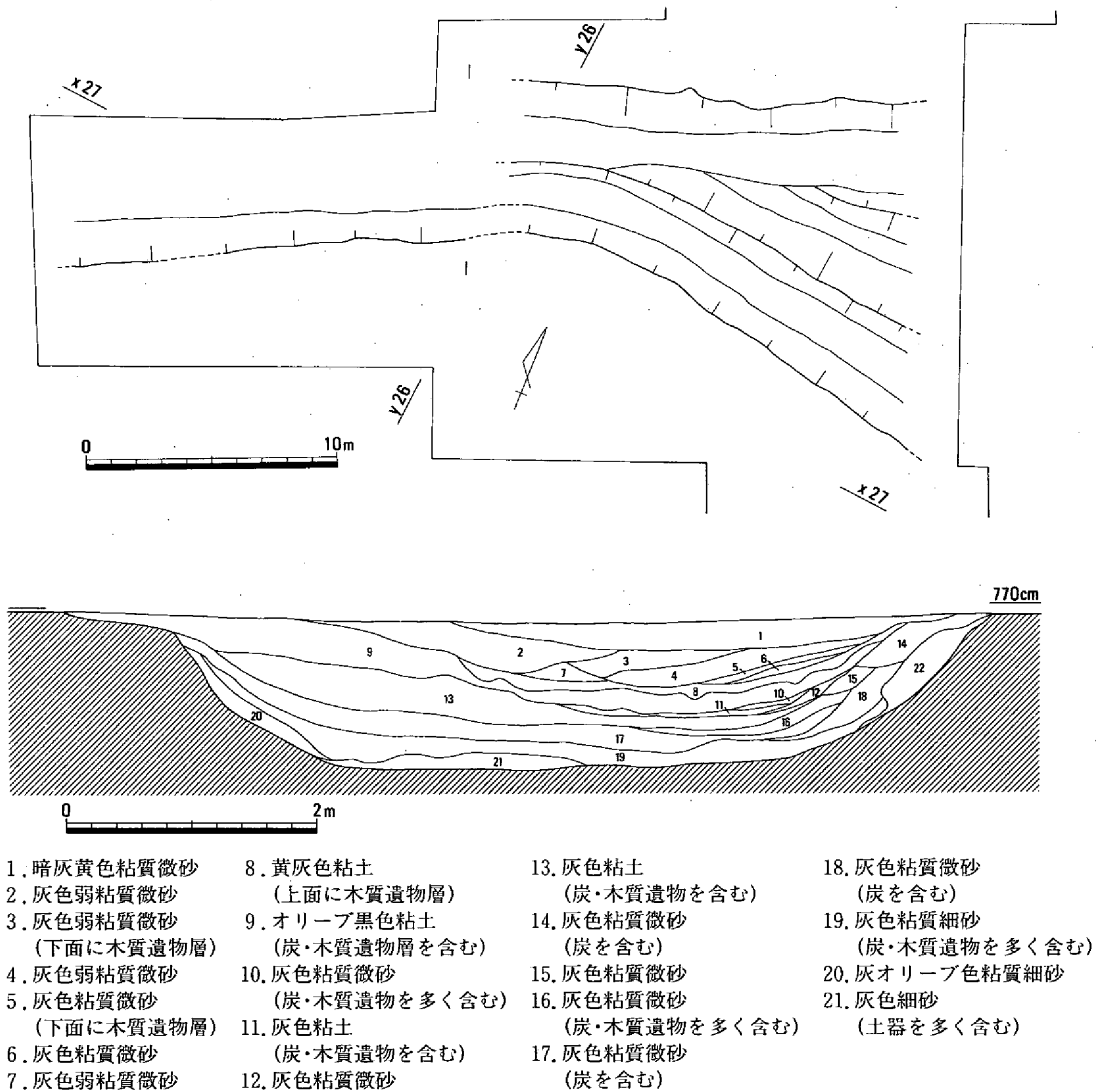 y 26
x 27
y 26
0 10m
x 27
770cm
1
2
3
4
5
6
7
8
9
10
11
12
13
14
15
16
17
18
19
20
21
22
0 2m
1.暗灰黄色粘質微砂
2.灰色弱粘質微砂
3.灰色弱粘質微砂
(下面に木質遺物層)
4.灰色弱粘質微砂
5.灰色粘質微砂
(下面に木質遺物層)
6.灰色粘質微砂
7.灰色弱粘質微砂
8.黄灰色粘土
(上面に木質遺物層)
9.オリーブ黒色粘土
(炭・木質遺物層を含む)
10.灰色粘質微砂
(炭・木質遺物を多く含む)
11.灰色粘土
(炭・木質遺物を含む)
12.灰色粘質微砂
13.灰色粘土
(炭・木質遺物を含む)
14.灰色粘質微砂
(炭を含む)
15.灰色粘質微砂
16.灰色粘質微砂
(炭・木質遺物を多く含む)
17.灰色粘質微砂
(炭を含む)
18.灰色粘質微砂
(炭を含む)
19.灰色粘質細砂
(炭・木質遺物を多く含む)
20.灰オリーブ色粘質細砂
21.灰色細砂
(土器を多く含む)